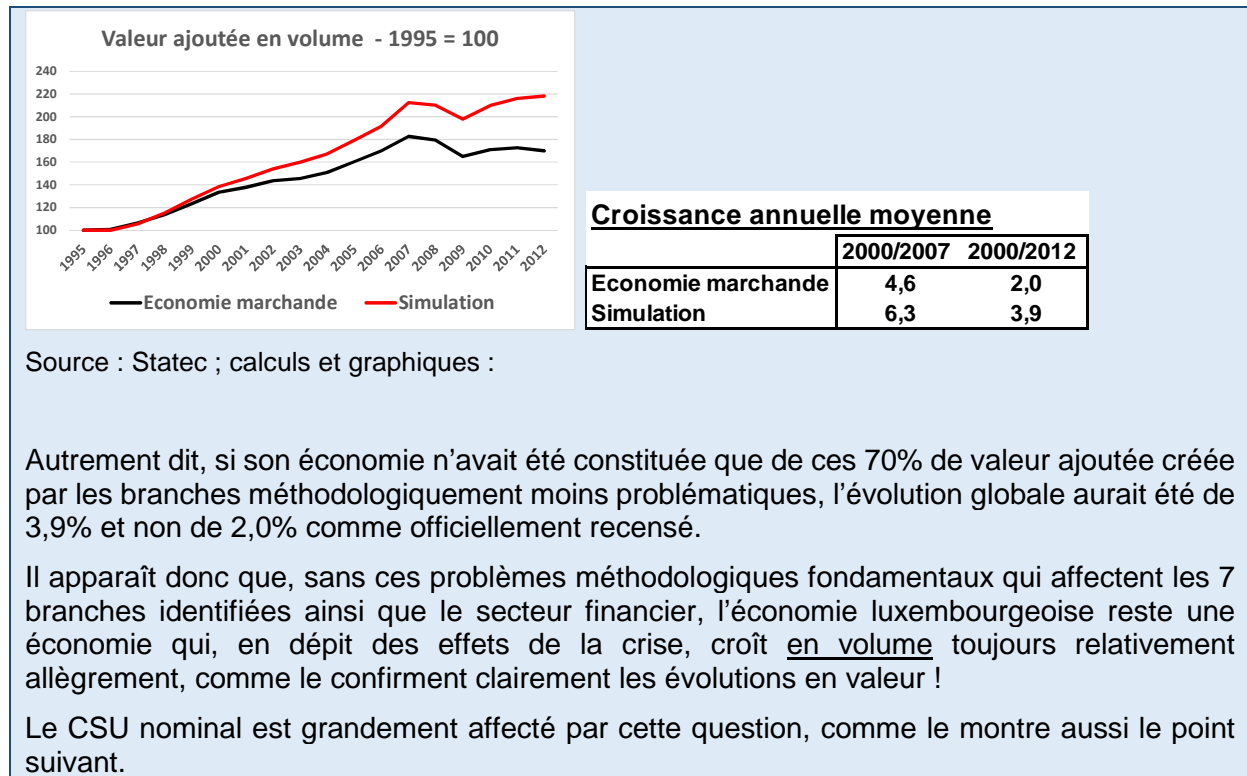 Valeur ajoutée en volume - 1995 = 100
240
220
200
180
160
140
120
100
1995
1996
1997
1998
1999
2000
2001
2002
2003
2004
2005
2006
2007
2008
2009
2010
2011
2012
Economie marchande
Simulation
Croissance annuelle moyenne
2000/2007 2000/2012
Economie marchande 4,6 2,0
Simulation 6,3 3,9
Source : Statec ; calculs et graphiques :
Autrement dit, si son économie n’avait été constituée que de ces 70% de valeur ajoutée créée
par les branches méthodologiquement moins problématiques, l’évolution globale aurait été de
3,9% et non de 2,0% comme officiellement recensé.
Il apparaît donc que, sans ces problèmes méthodologiques fondamentaux qui affectent les 7
branches identifiées ainsi que le secteur financier, l’économie luxembourgeoise reste une
économie qui, en dépit des effets de la crise, croît en volume toujours relativement
allègrement, comme le confirment clairement les évolutions en valeur !
Le CSU nominal est grandement affecté par cette question, comme le montre aussi le point
suivant.